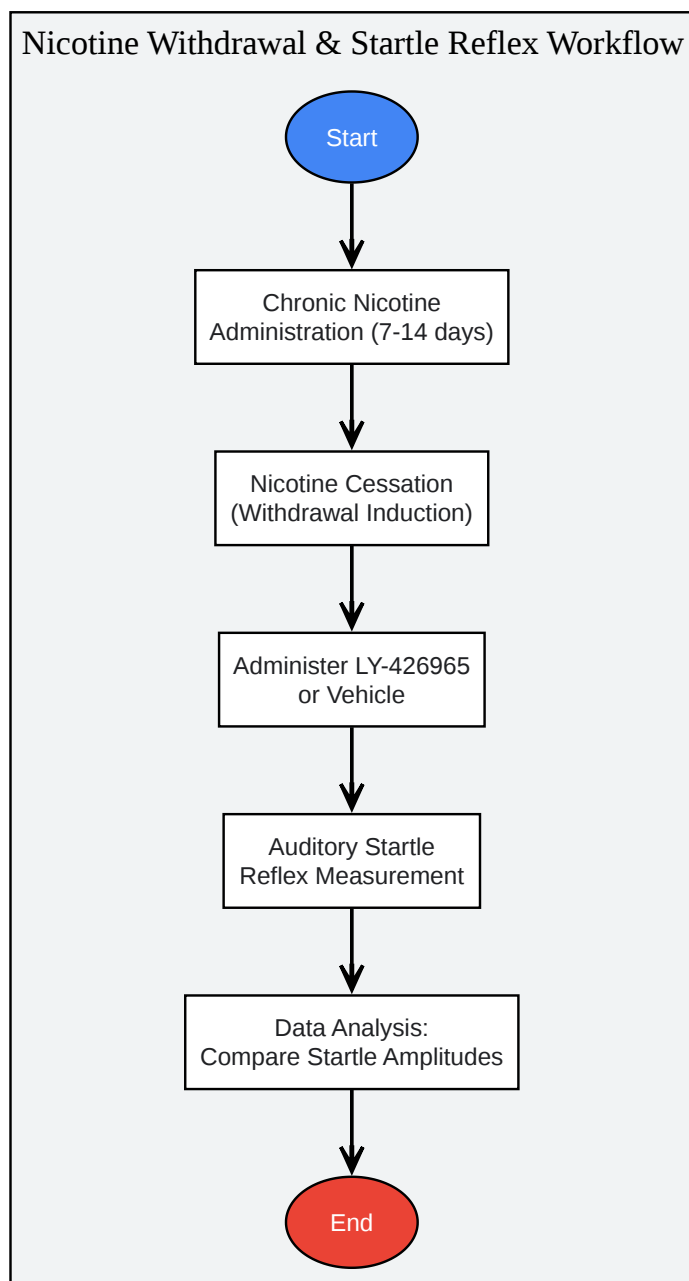 Nicotine Withdrawal & Startle Reflex Workflow
Start
Chronic Nicotine
Administration (7-14 days)
Nicotine Cessation
(Withdrawal Induction)
Administer LY-426965
or Vehicle
Auditory Startle
Reflex Measurement
Data Analysis:
Compare Startle Amplitudes
End